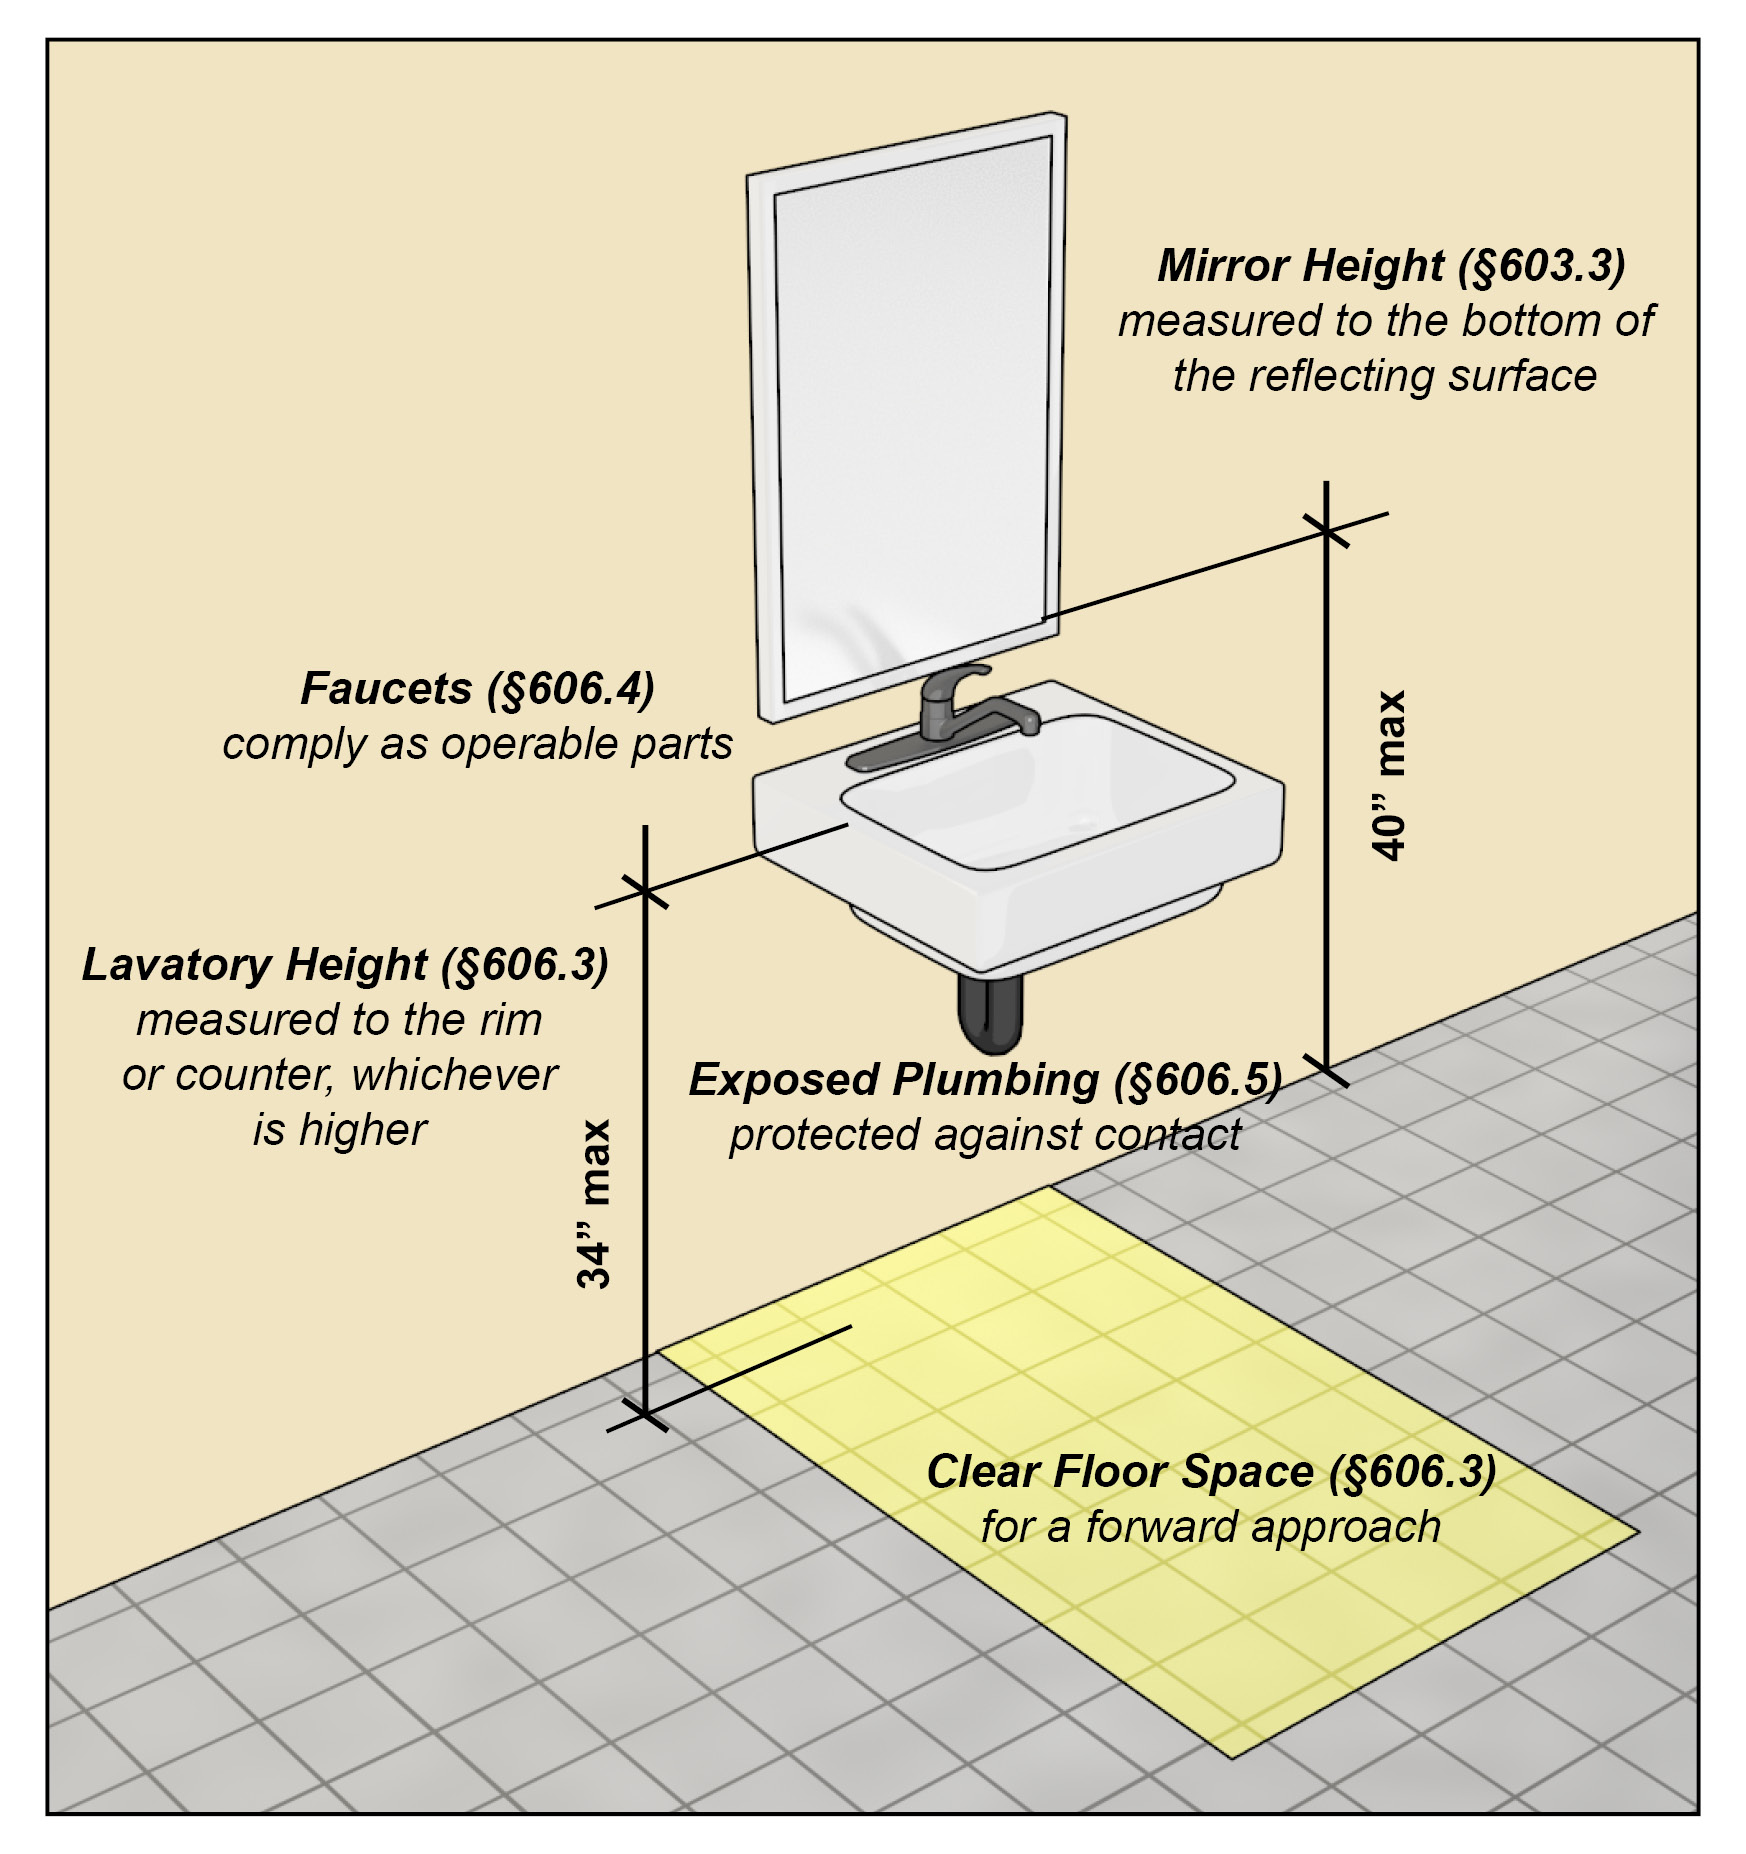 Mirror Height (§603.3)
measured to the bottom of
the reflecting surface
40” max
Faucets (§606.4)
comply as operable parts
Lavatory Height (§606.3)
measured to the rim
or counter, whichever
is higher
34” max
Exposed Plumbing (§606.5)
protected against contact
Clear Floor Space (§606.3)
for a forward approach